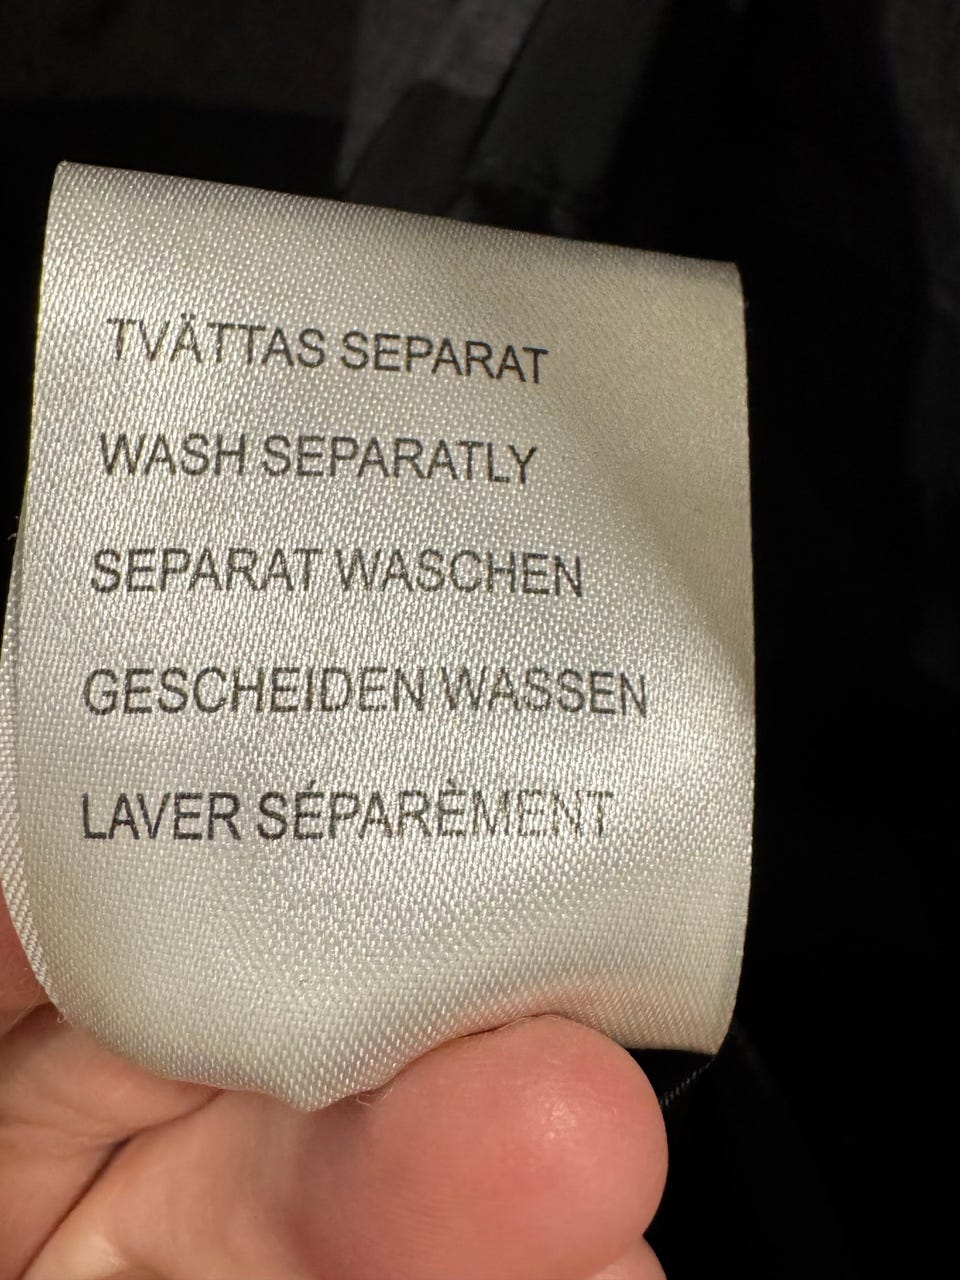 TVÄTTAS SEPARAT
WASH SEPARATLY
SEPARAT WASCHEN
GESCHEIDEN WASSEN
LAVER SÉPARÈMENT